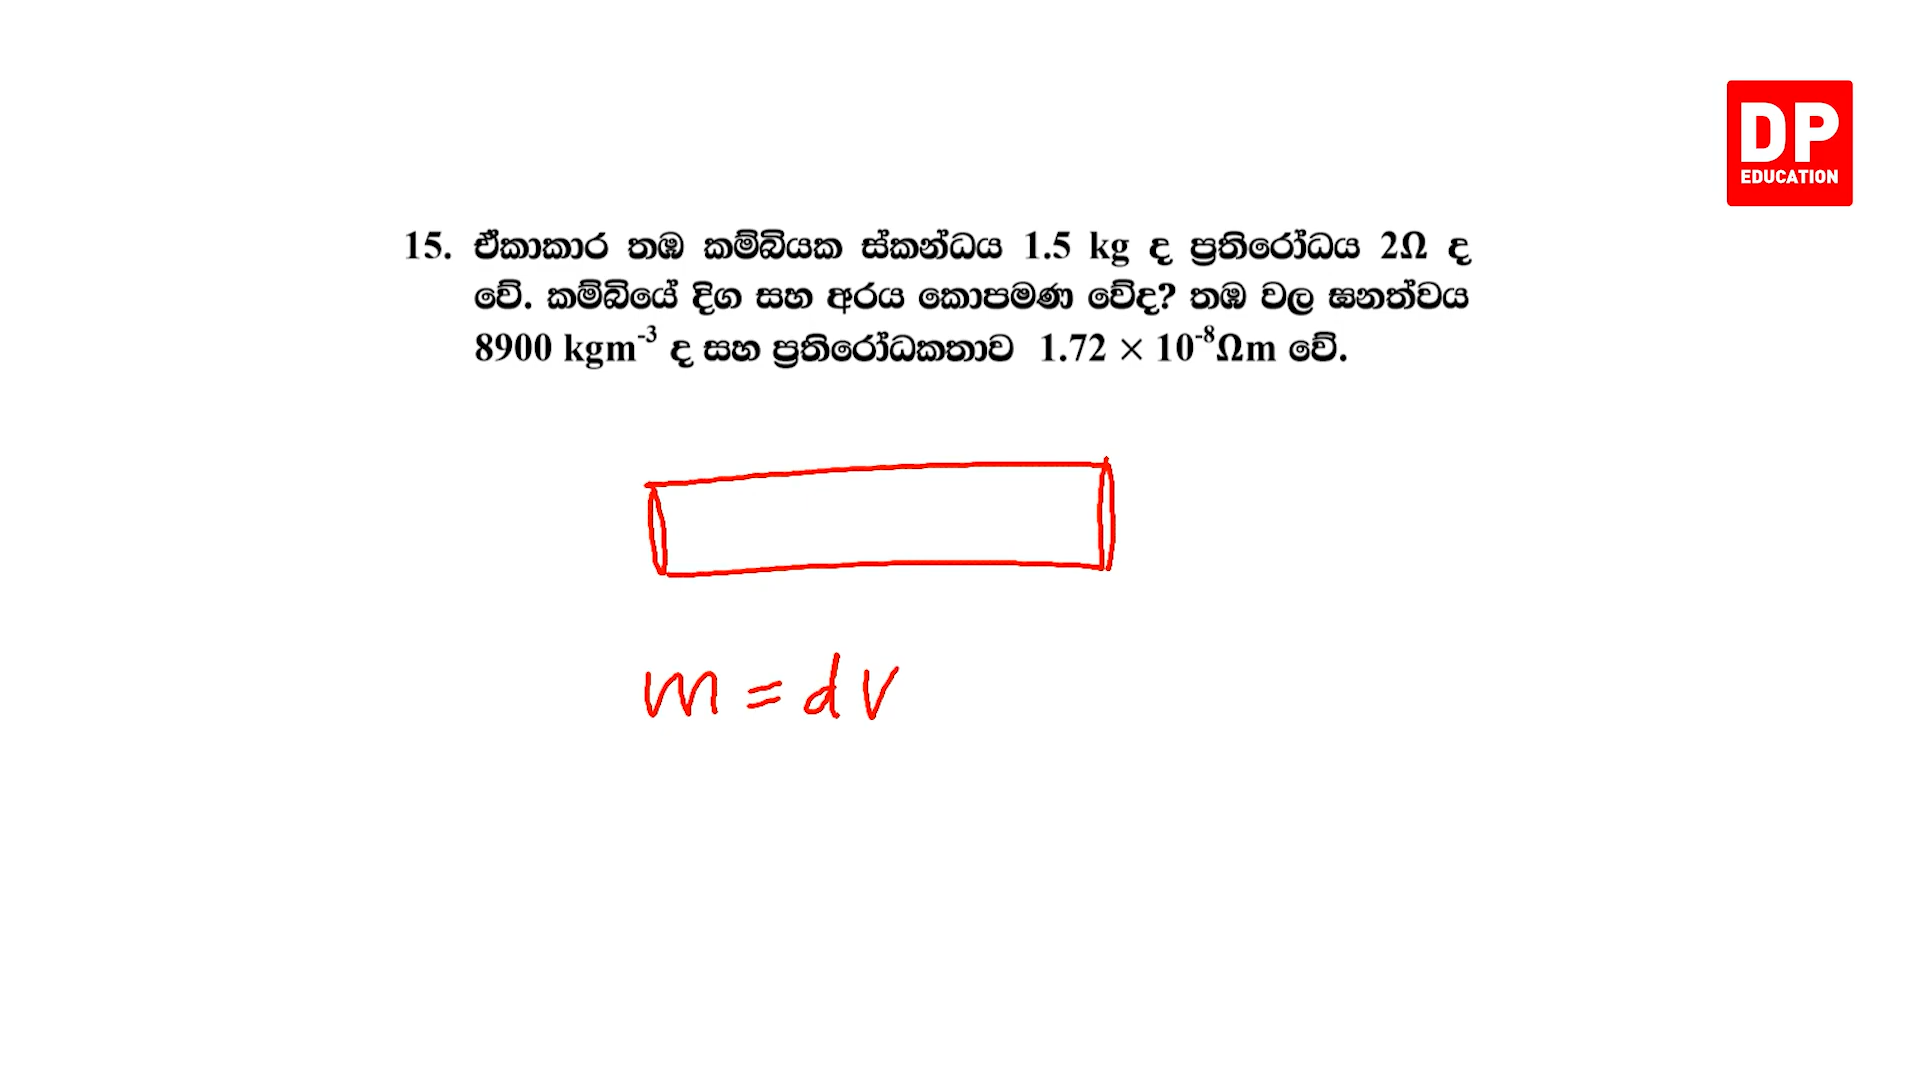 DP
EDUCATION
15. ඒකාකාර තඹ කම්බියක ස්කන්ධය 1.5 kg ද ප්‍රතිරෝධය 2Ω ද
වේ. කම්බියේ දිග සහ අරය කොපමණ වේද? තඹ වල ඝනත්වය
8900 kgm⁻³ ද සහ ප්‍රතිරෝධකතාව 1.72 × 10⁻⁸Ωm වේ.
m = dv